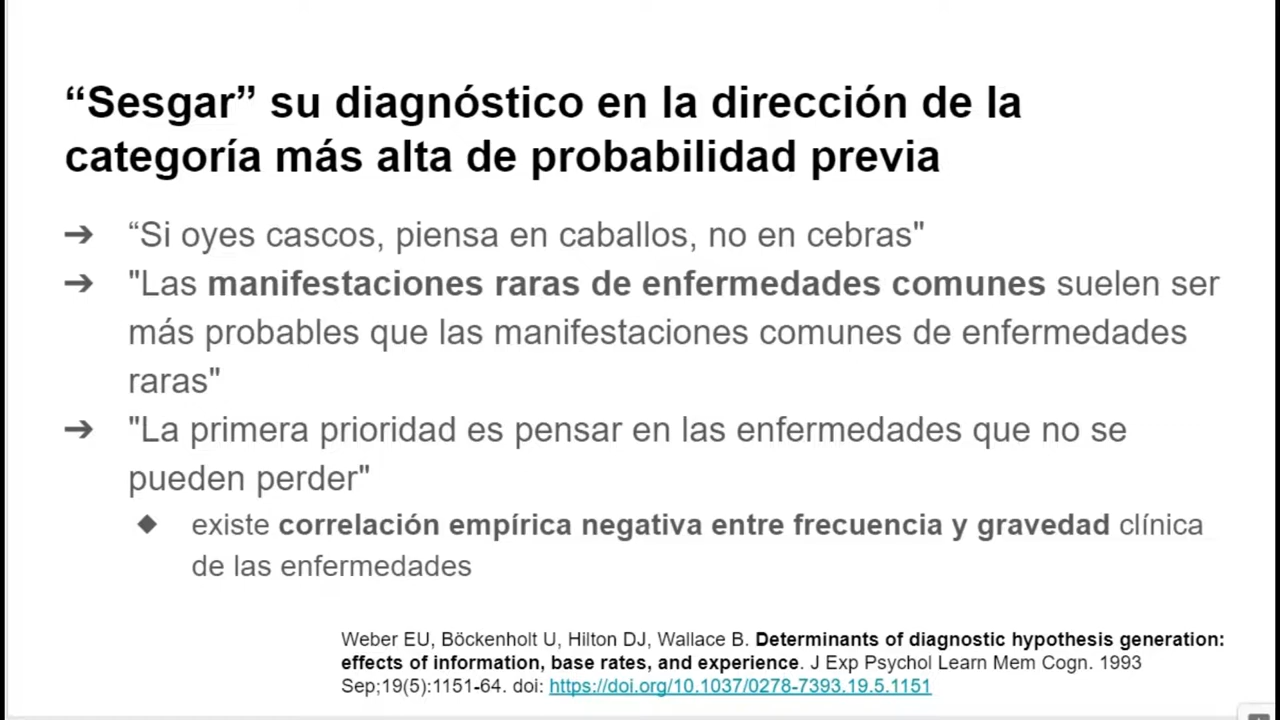 “Sesgar” su diagnóstico en la dirección de la
categoría más alta de probabilidad previa
➔ “Si oyes cascos, piensa en caballos, no en cebras"
➔ "Las manifestaciones raras de enfermedades comunes suelen ser
más probables que las manifestaciones comunes de enfermedades
raras"
➔ "La primera prioridad es pensar en las enfermedades que no se
pueden perder"
◆ existe correlación empírica negativa entre frecuencia y gravedad clínica
de las enfermedades
Weber EU, Böckenholt U, Hilton DJ, Wallace B. Determinants of diagnostic hypothesis generation:
effects of information, base rates, and experience. J Exp Psychol Learn Mem Cogn. 1993
Sep;19(5):1151-64. doi: https://doi.org/10.1037/0278-7393.19.5.1151